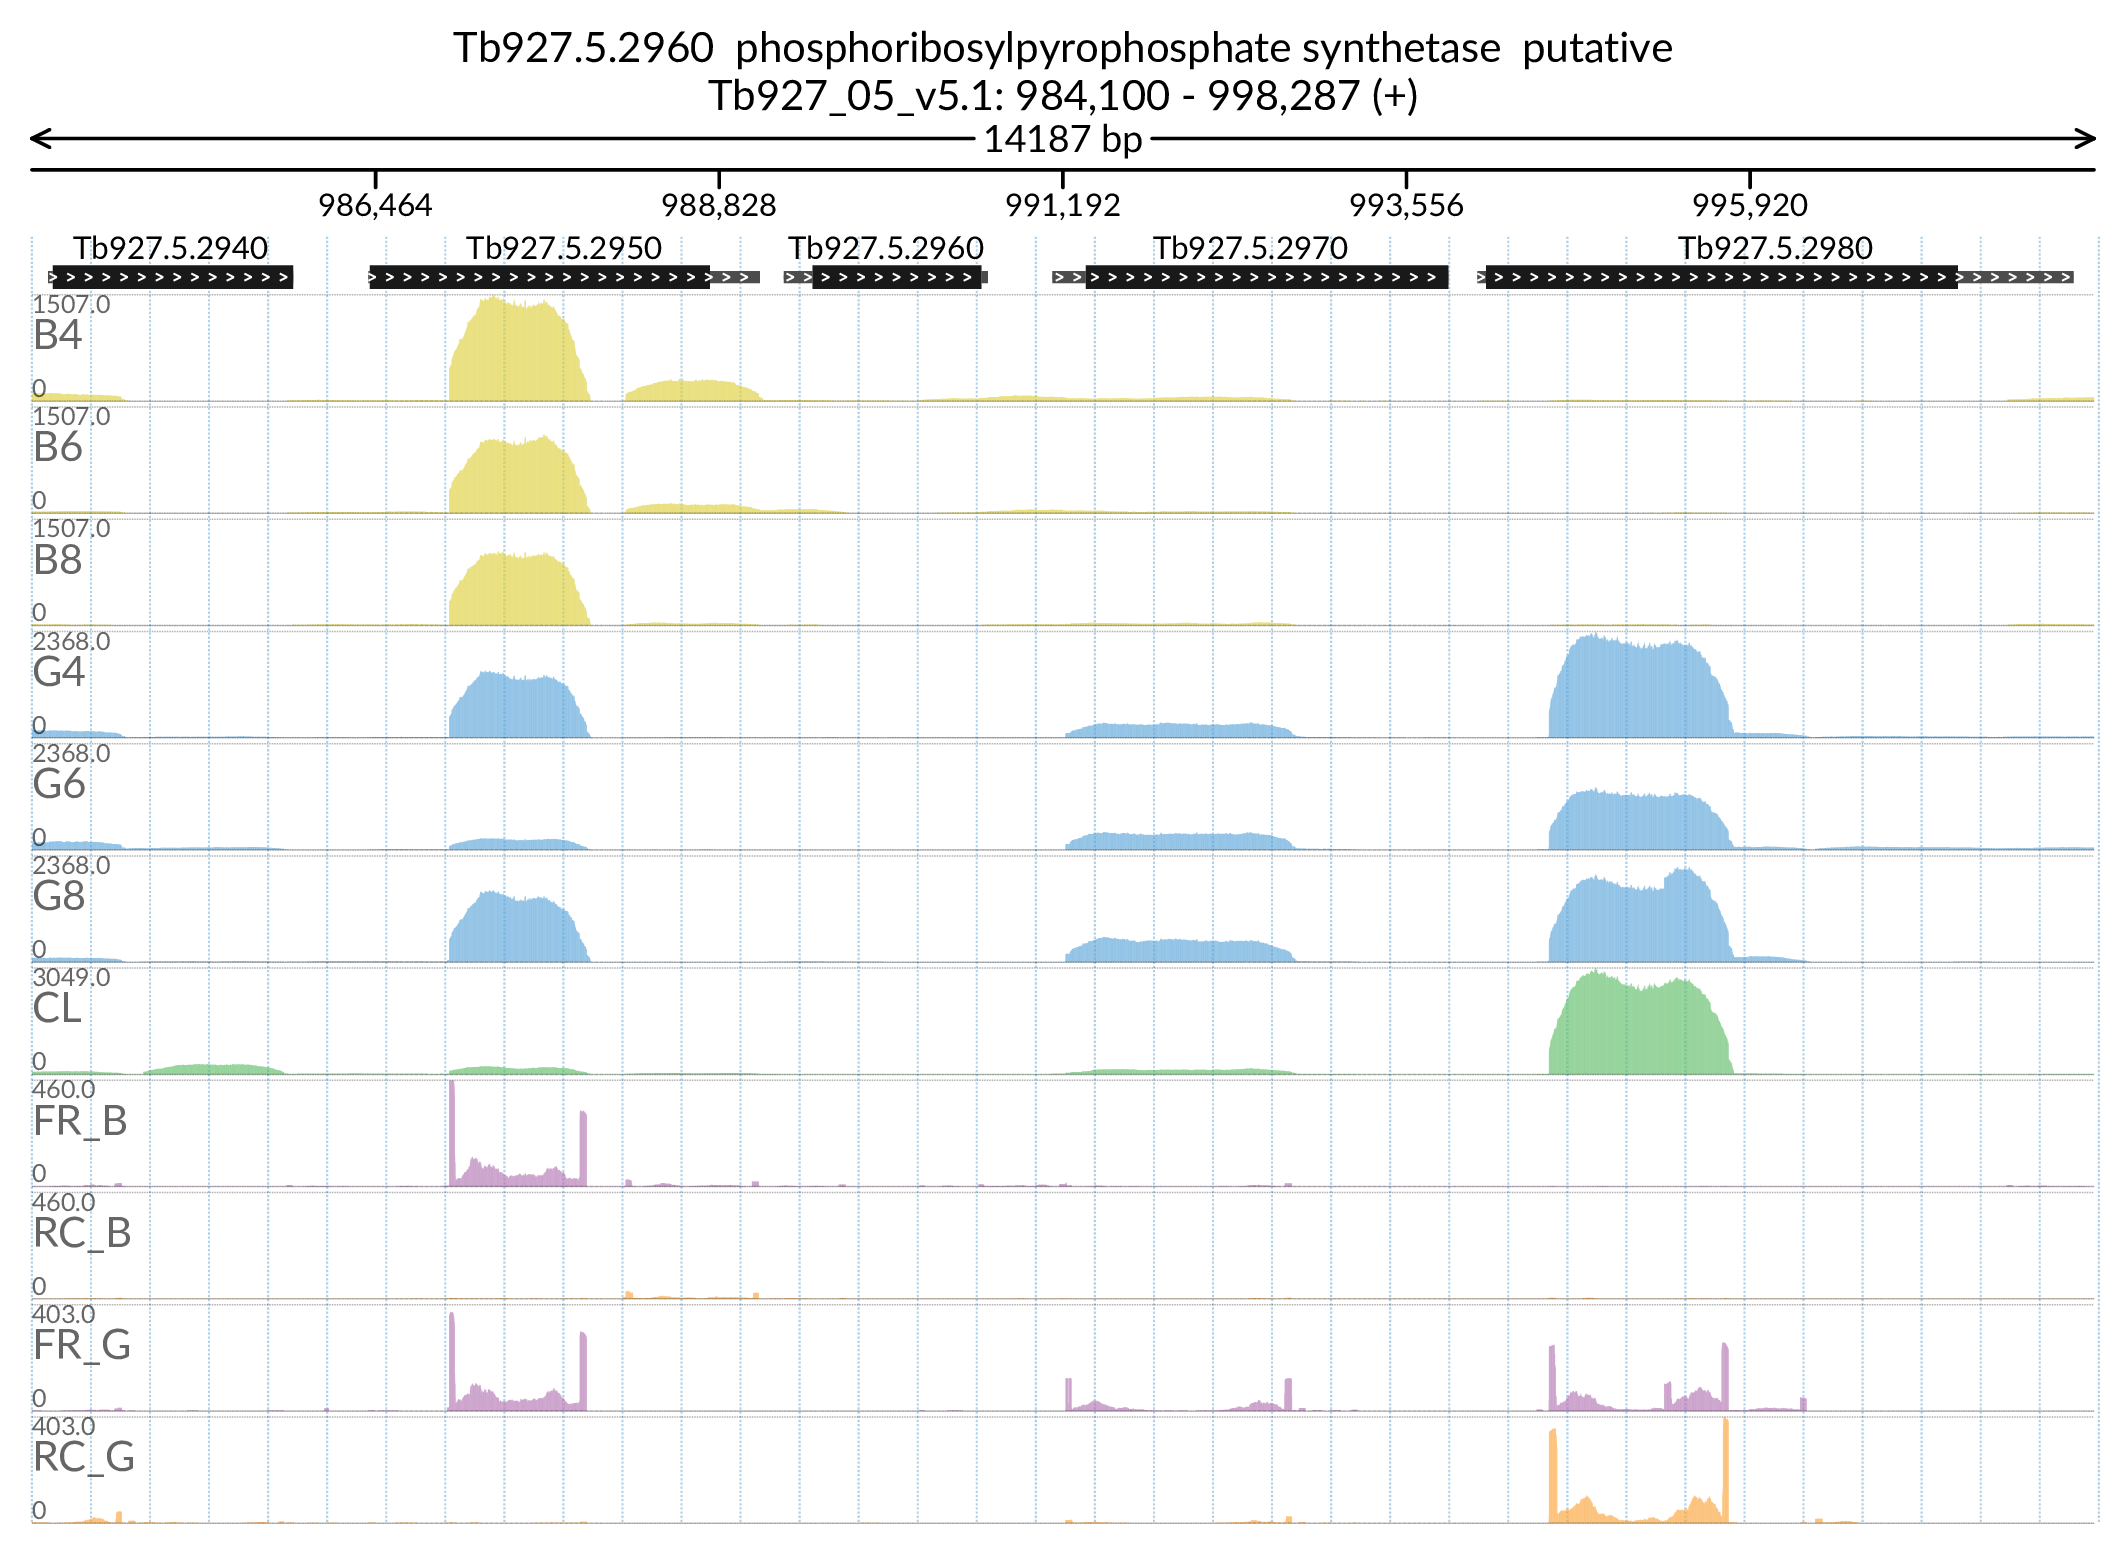 Tb927.5.2960  phosphoribosylpyrophosphate synthetase  putative
Tb927_05_v5.1: 984,100 - 998,287 (+)
14187 bp
986,464 988,828 991,192 993,556 995,920
Tb927.5.2940 Tb927.5.2950 Tb927.5.2960 Tb927.5.2970 Tb927.5.2980
1507.0
B4
0
1507.0
B6
0
1507.0
B8
0
2368.0
G4
0
2368.0
G6
0
2368.0
G8
0
3049.0
CL
0
460.0
FR_B
0
460.0
RC_B
0
403.0
FR_G
0
403.0
RC_G
0